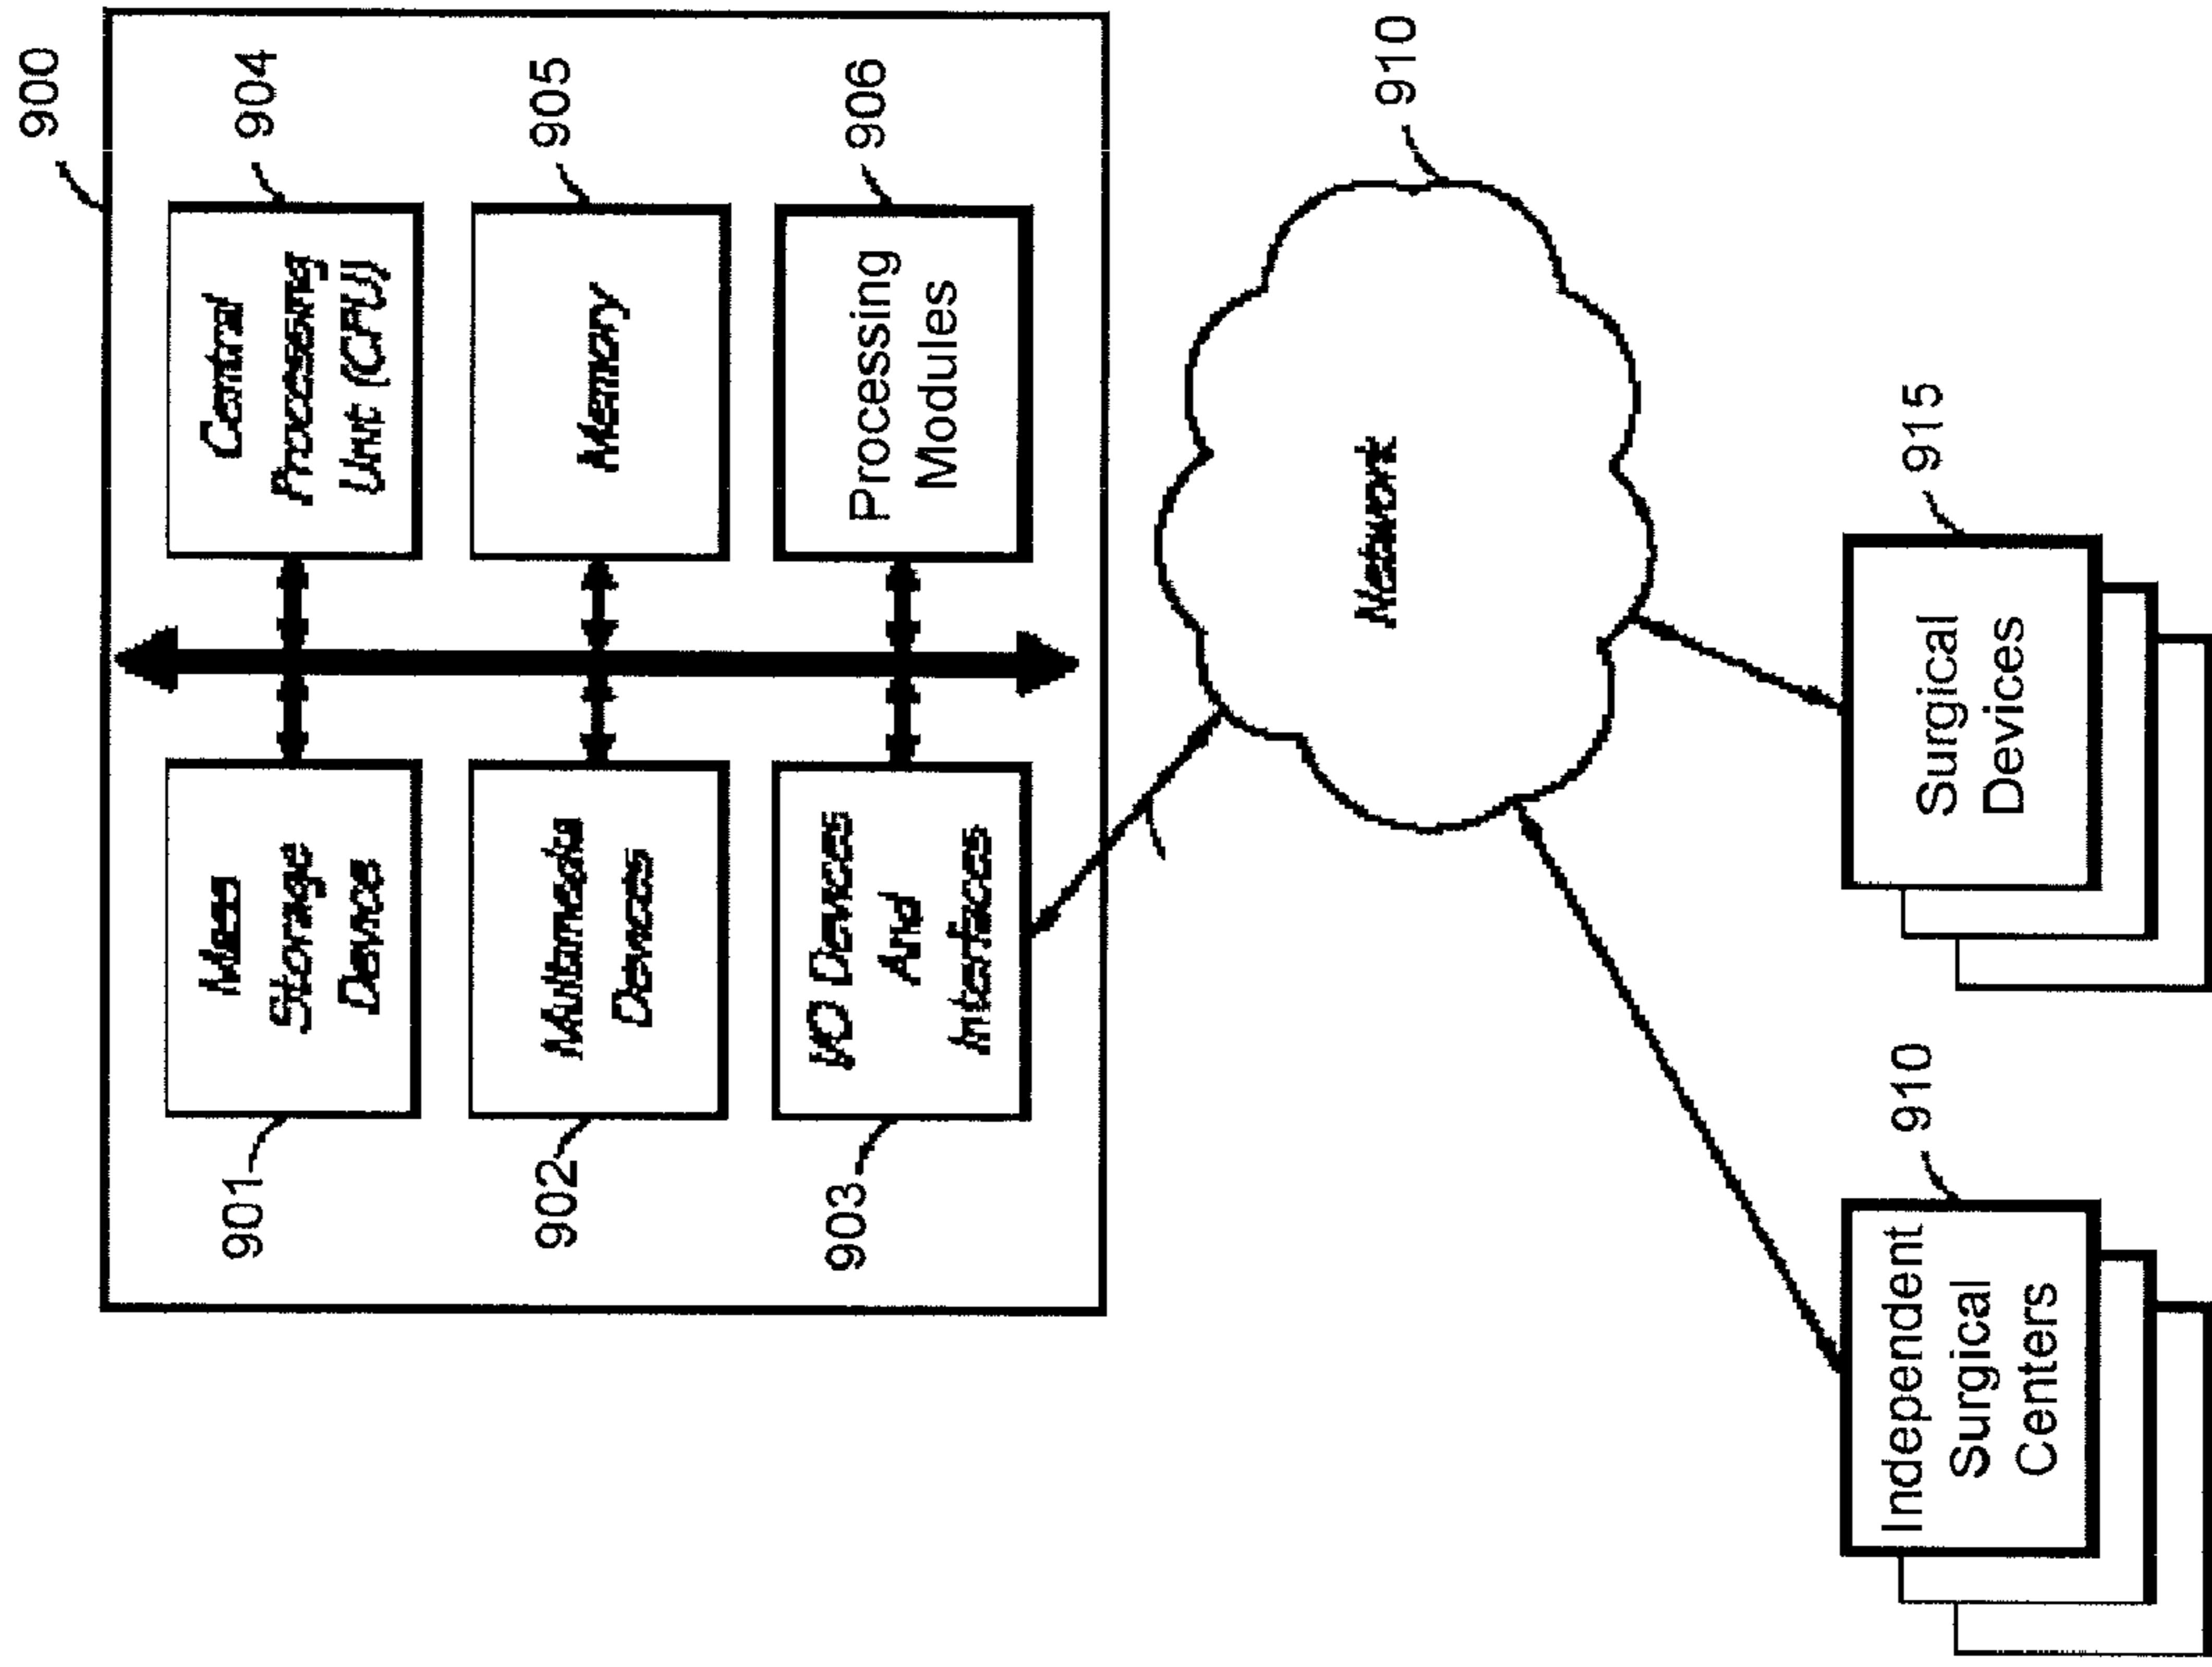 900
901
Mass
Storage
Device
904
Central
Processing
Unit (CPU)
902
Multimedia
Devices
905
Memory
903
I/O Devices
And
Interfaces
906
Processing
Modules
Network
910
Independent
Surgical
Centers
910
Surgical
Devices
915